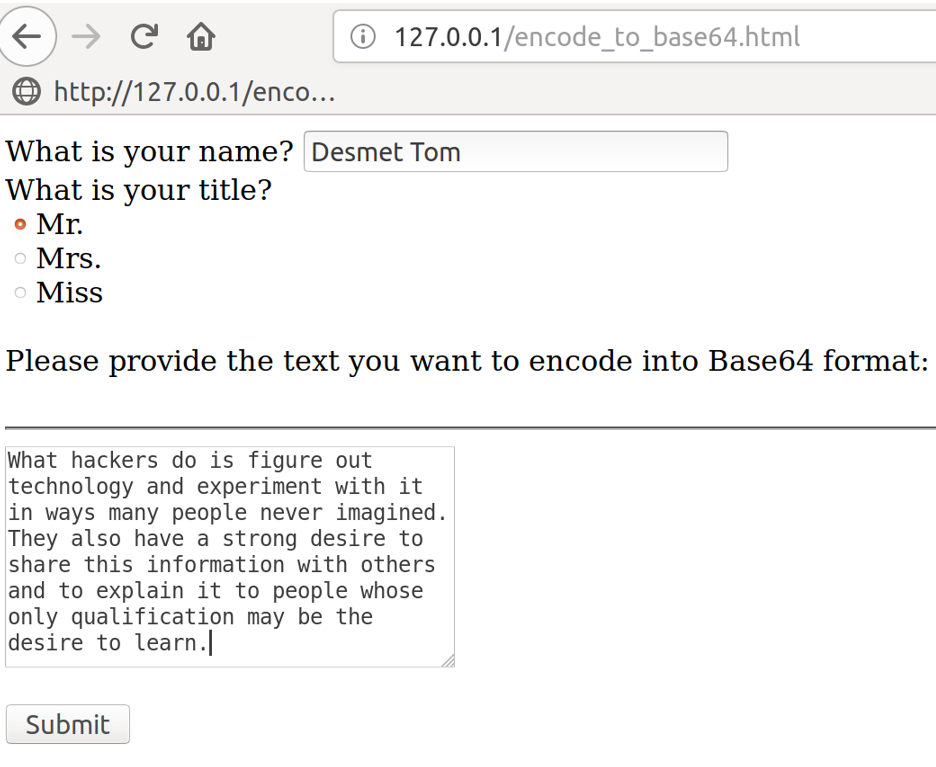 127.0.0.1/encode_to_base64.html
http://127.0.0.1/enco...
What is your name? Desmet Tom
What is your title?
Mr.
Mrs.
Miss
Please provide the text you want to encode into Base64 format:
What hackers do is figure out
technology and experiment with it
in ways many people never imagined.
They also have a strong desire to
share this information with others
and to explain it to people whose
only qualification may be the
desire to learn.
Submit